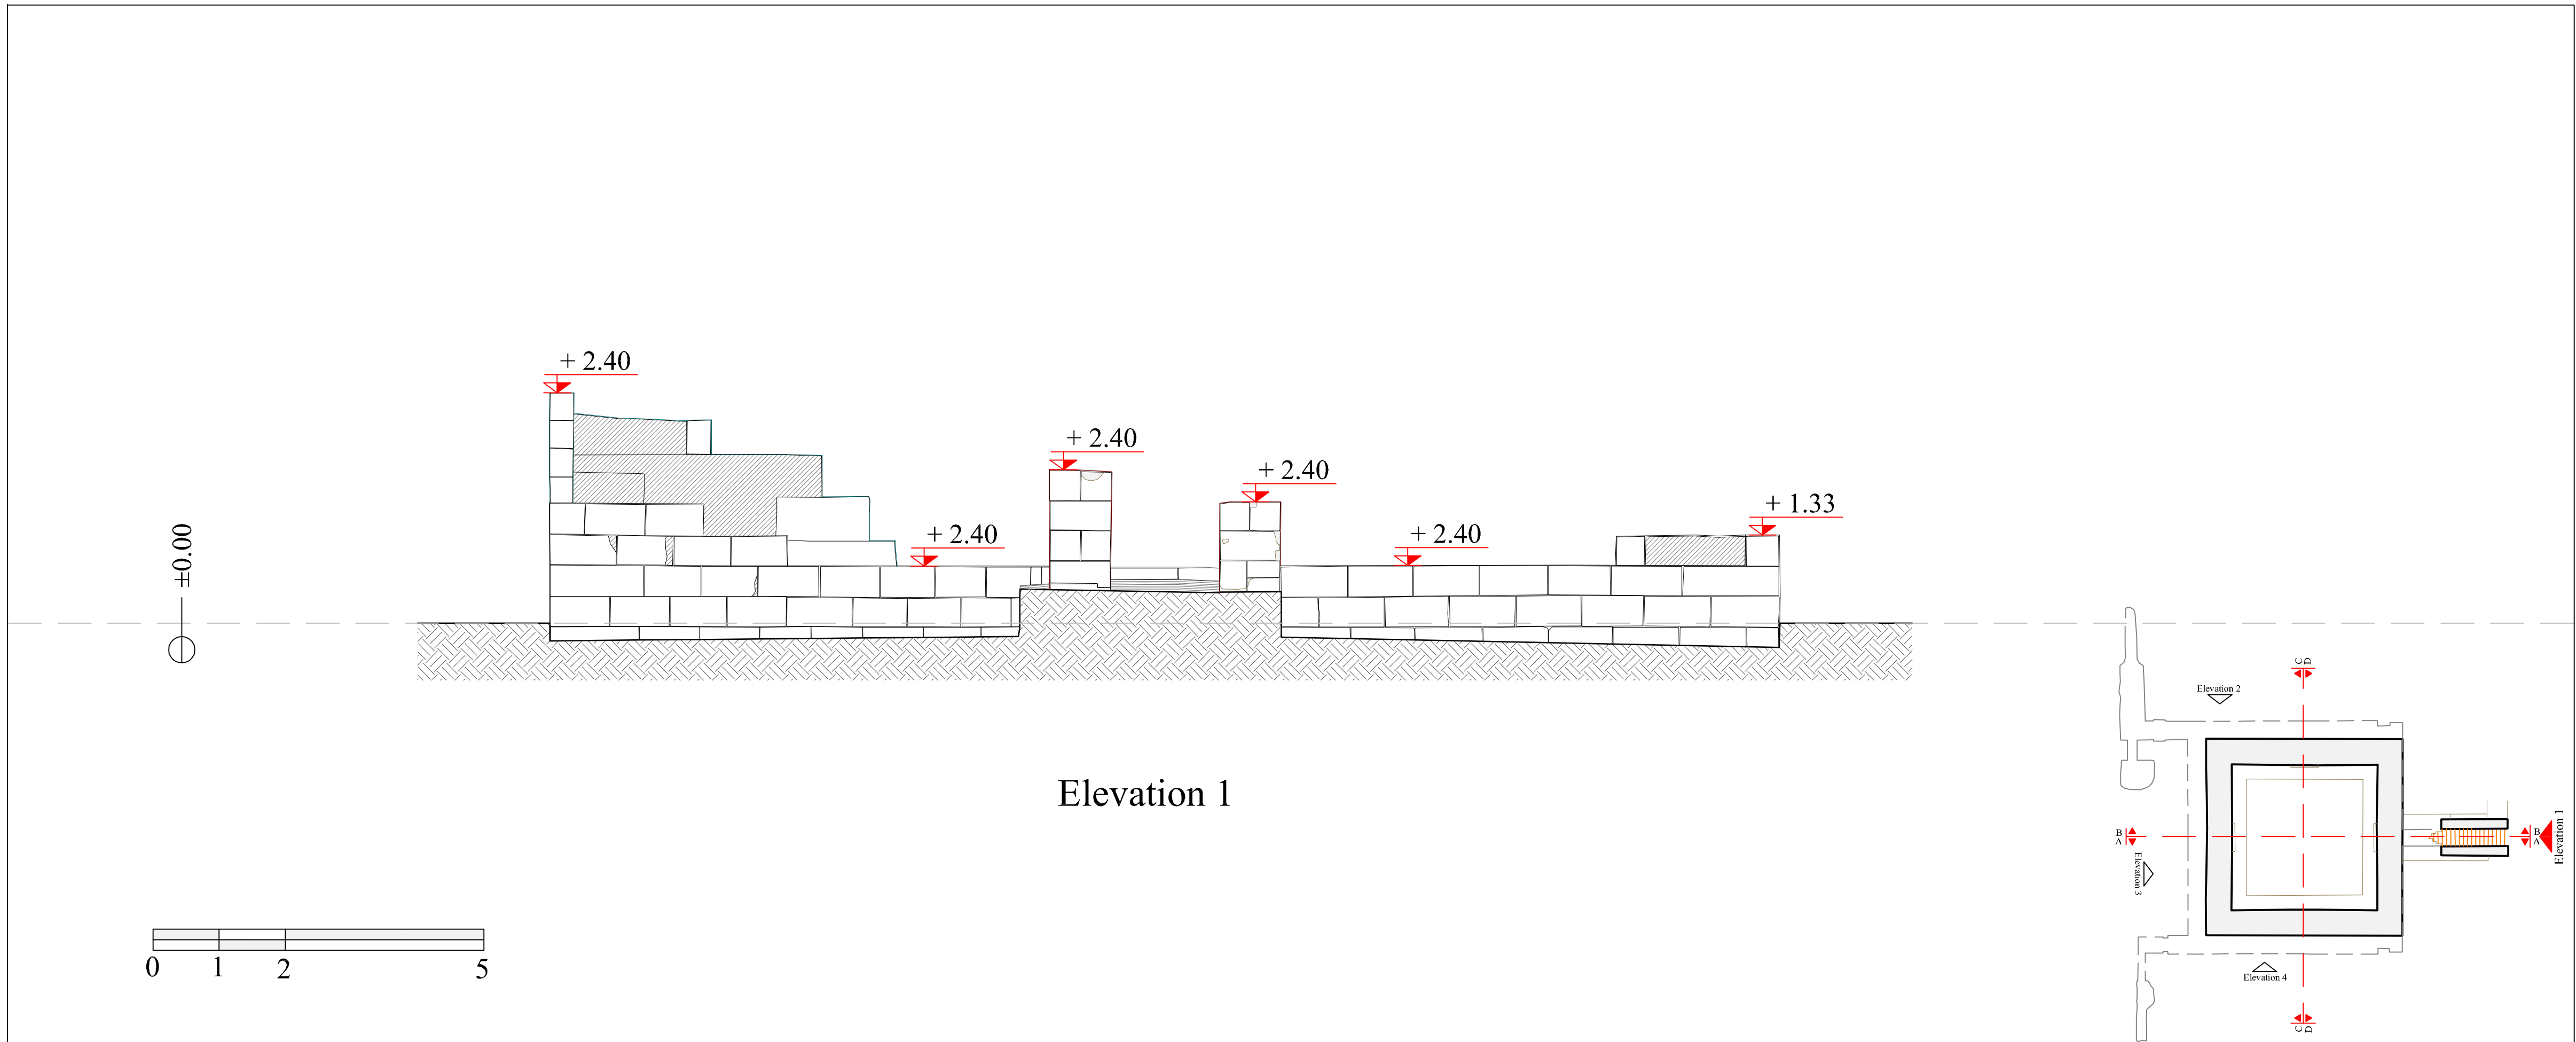 + 2.40
+ 2.40
+ 2.40
+ 1.33
+ 2.40
+ 2.40
±0.00
Elevation 1
0 1 2 5
C
D
Elevation 2
B
A
B
A
Elevation 1
Elevation 3
Elevation 4
C
D